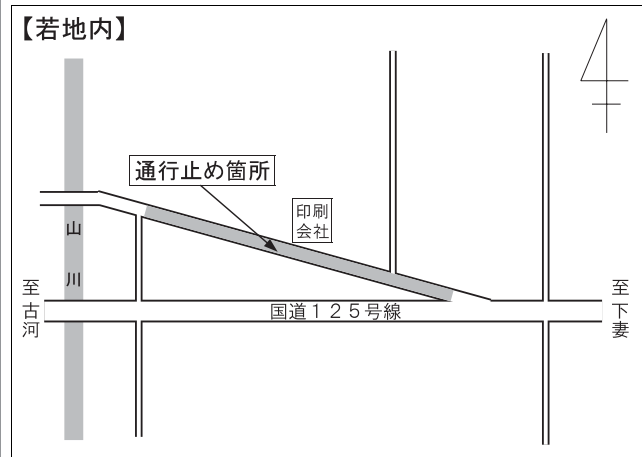 【若地内】
通行止め箇所
印刷
会社
山川
至古河
国道１２５号線
至下妻